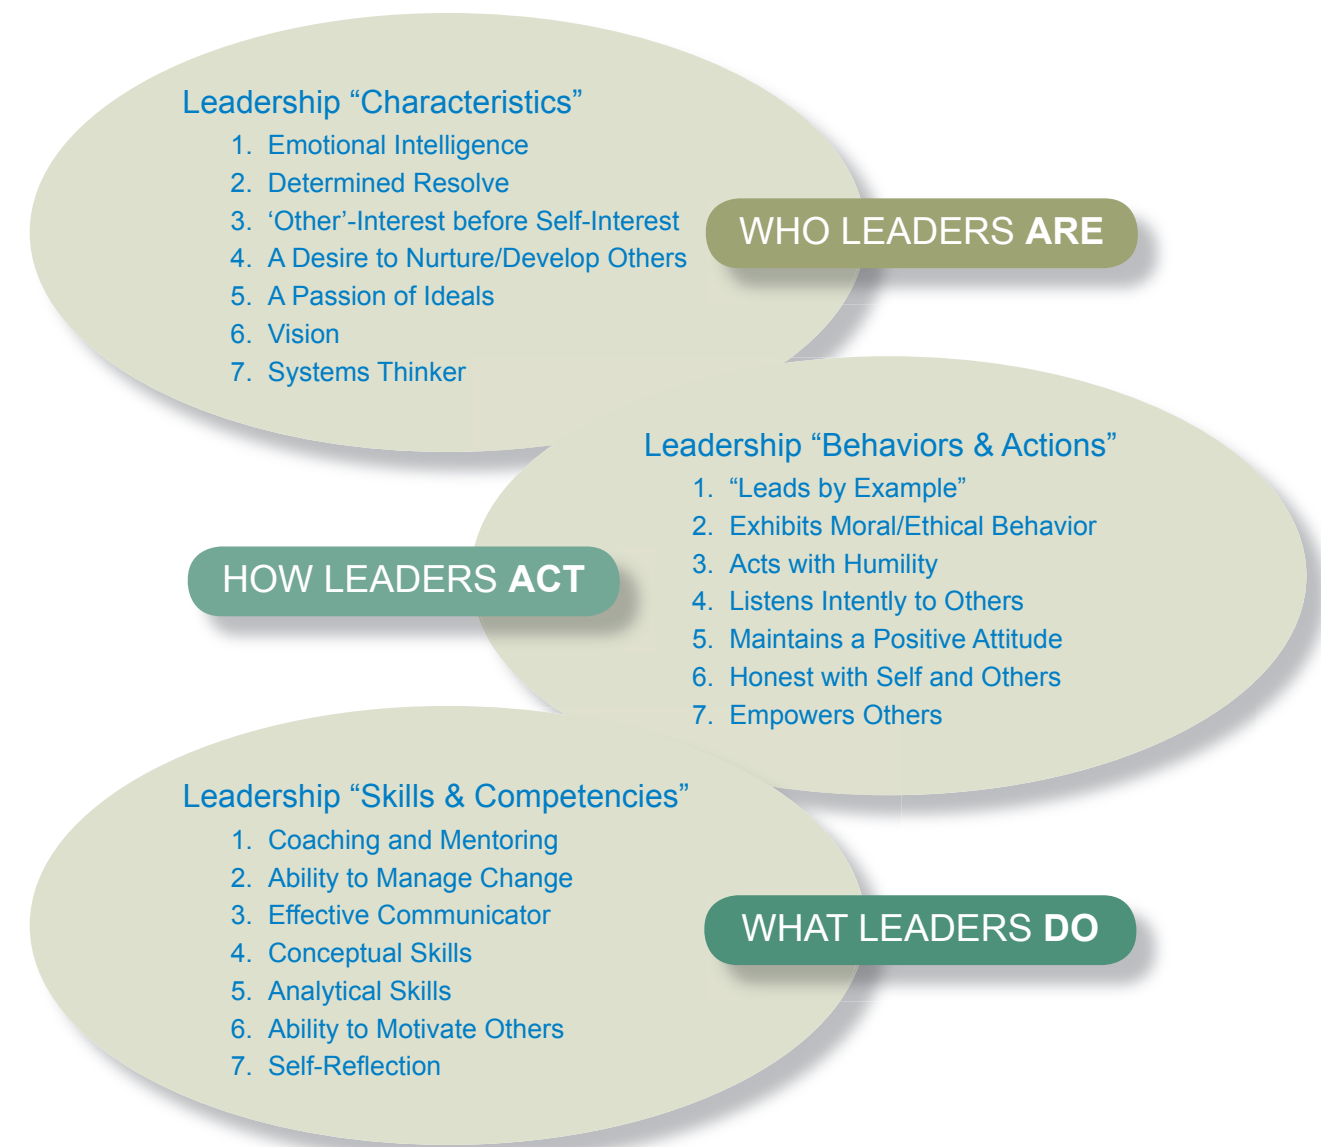 Leadership “Characteristics”
1. Emotional Intelligence
2. Determined Resolve
3. ‘Other’-Interest before Self-Interest
4. A Desire to Nurture/Develop Others
5. A Passion of Ideals
6. Vision
7. Systems Thinker
WHO LEADERS ARE
Leadership “Behaviors & Actions”
1. “Leads by Example”
2. Exhibits Moral/Ethical Behavior
3. Acts with Humility
4. Listens Intently to Others
5. Maintains a Positive Attitude
6. Honest with Self and Others
7. Empowers Others
HOW LEADERS ACT
Leadership “Skills & Competencies”
1. Coaching and Mentoring
2. Ability to Manage Change
3. Effective Communicator
4. Conceptual Skills
5. Analytical Skills
6. Ability to Motivate Others
7. Self-Reflection
WHAT LEADERS DO